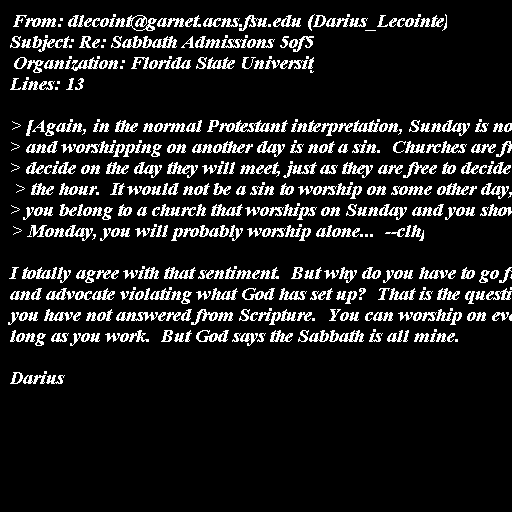 From: dlecoint@garnet.acns.fsu.edu (Darius_Lecointe)
Subject: Re: Sabbath Admissions 5of5
Organization: Florida State Universit
Lines: 13

> [Again, in the normal Protestant interpretation, Sunday is no
> and worshipping on another day is not a sin.  Churches are fr
> decide on the day they will meet, just as they are free to decide
> the hour.  It would not be a sin to worship on some other day,
> you belong to a church that worships on Sunday and you show
> Monday, you will probably worship alone...  --clh]

I totally agree with that sentiment.  But why do you have to go f
and advocate violating what God has set up?  That is the questi
you have not answered from Scripture.  You can worship on eve
long as you work.  But God says the Sabbath is all mine.

Darius